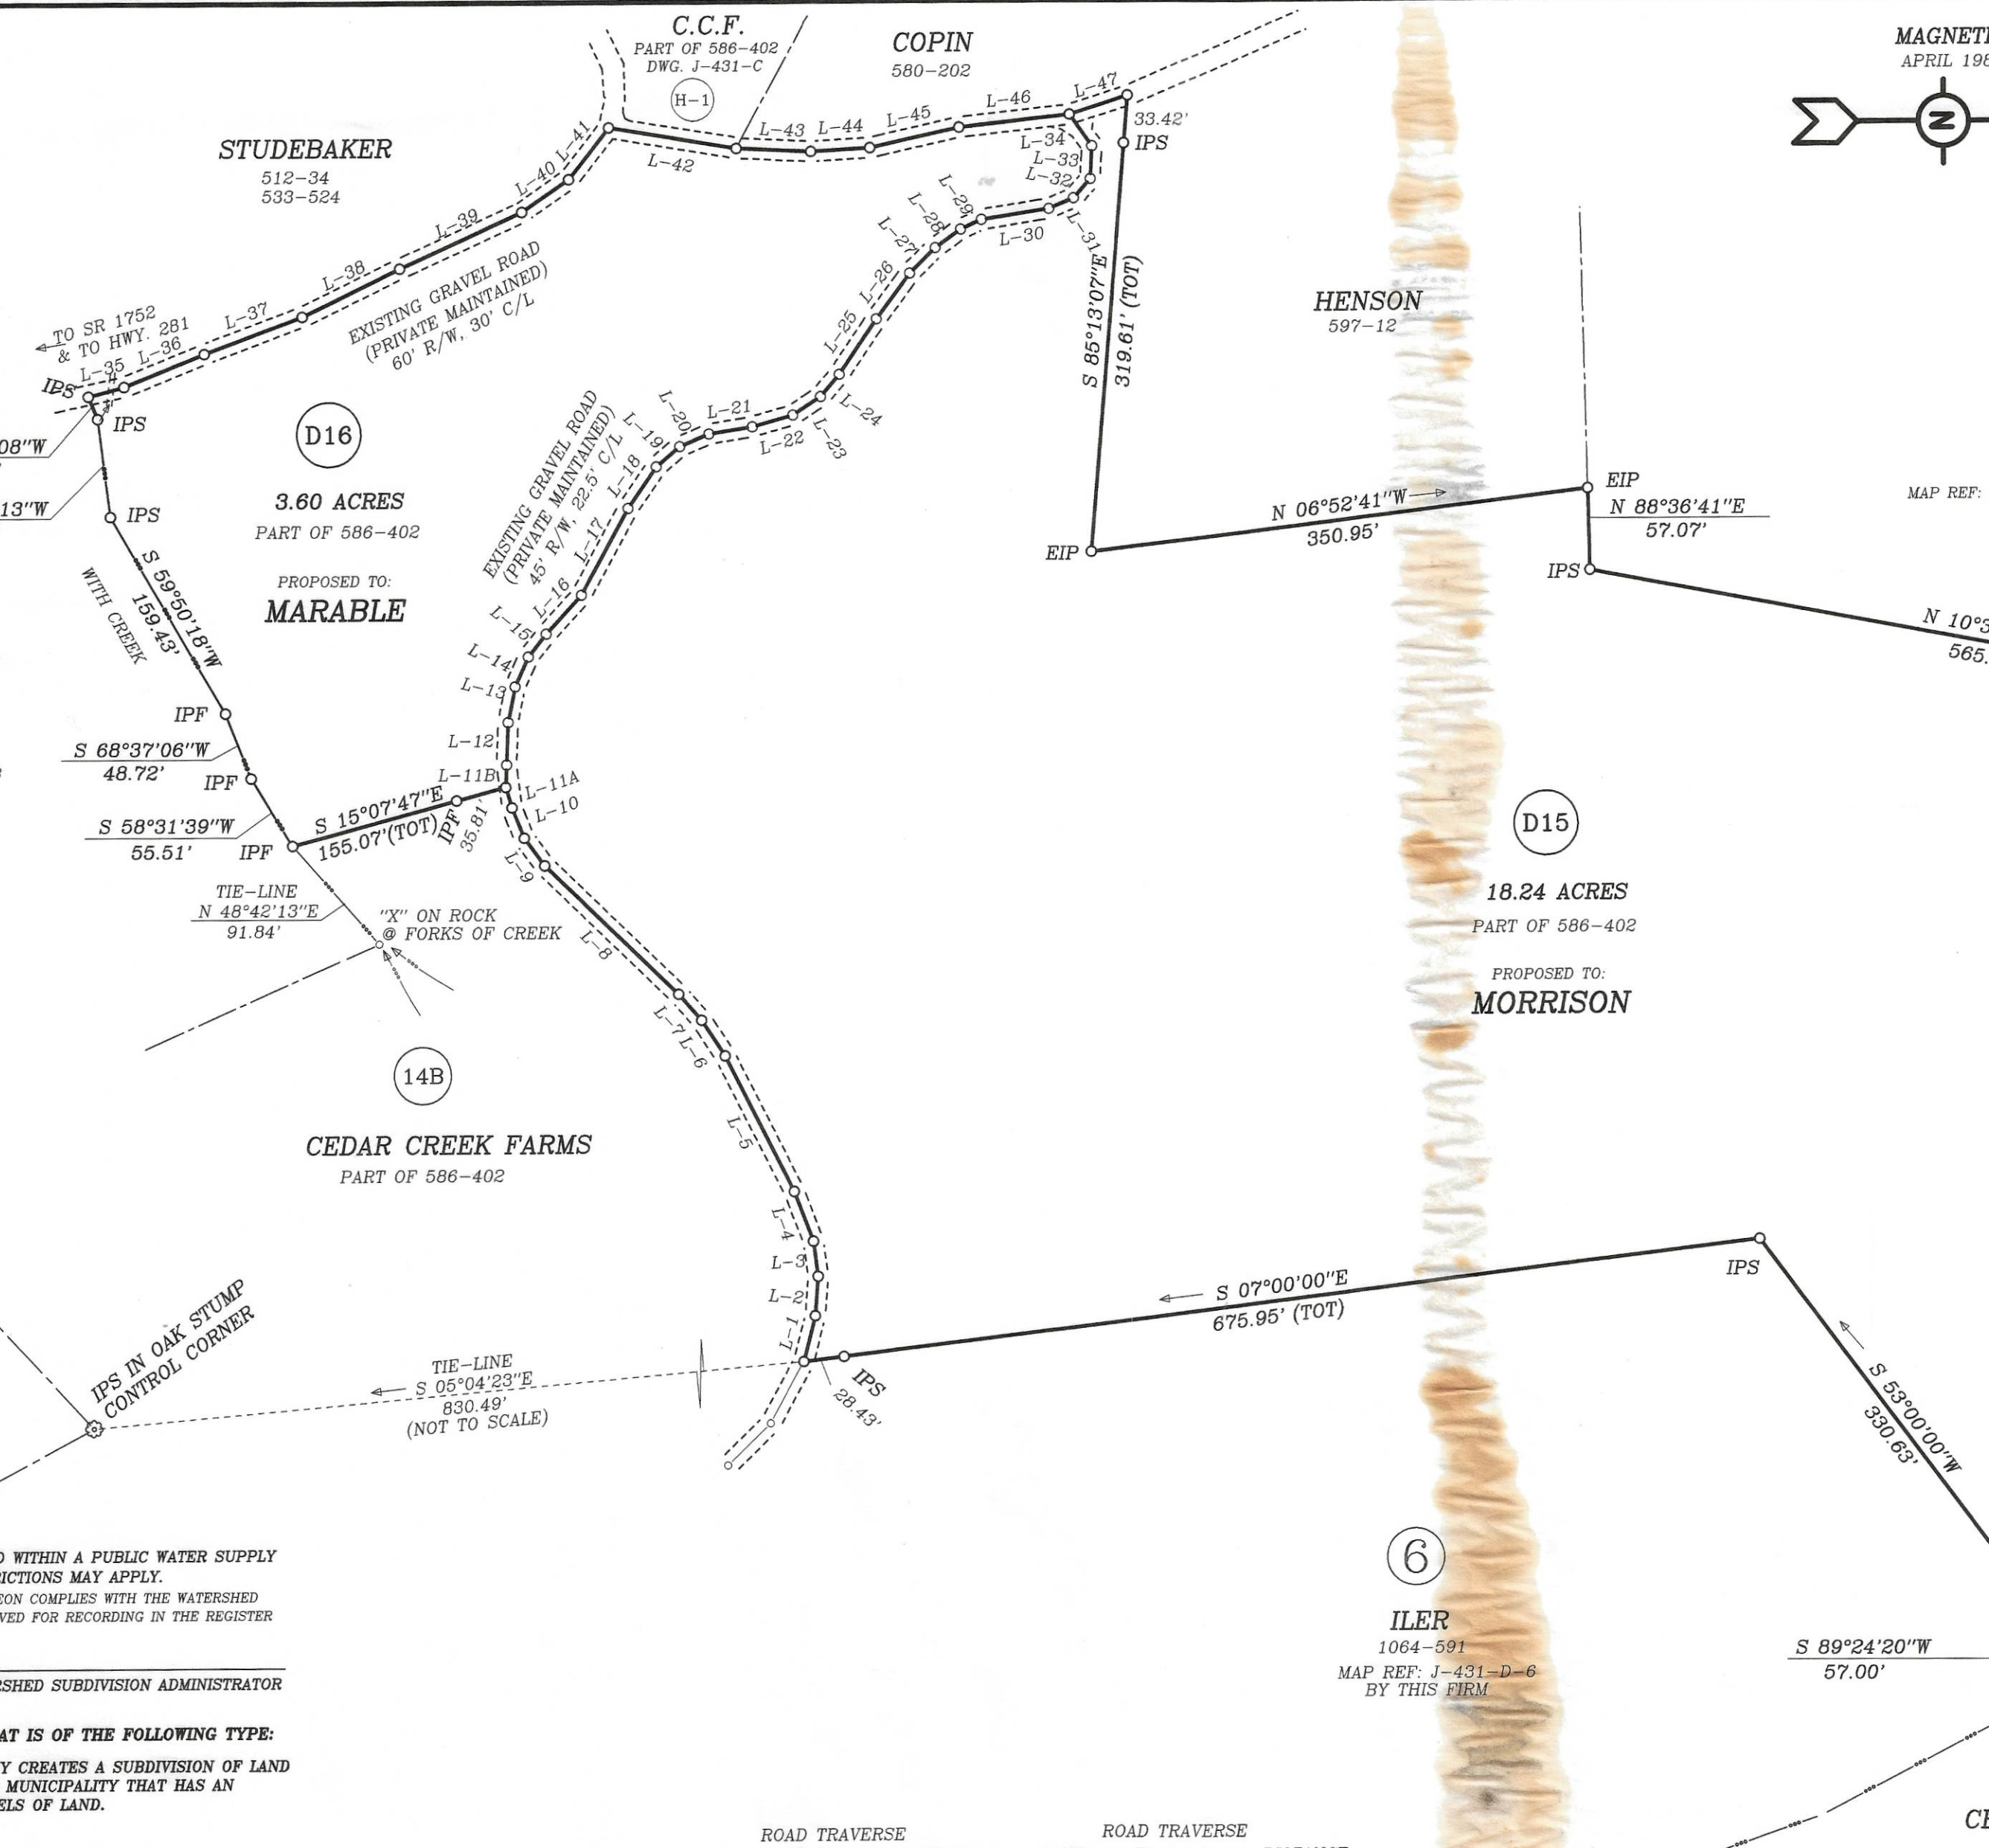 C.C.F.
PART OF 586-402
DWG. J-431-C
H-1
COPIN
580-202
MAGNETI
APRIL 198
N
STUDEBAKER
512-34
533-524
L-47
L-46
L-45
L-44
L-43
L-42
L-41
L-40
L-39
L-38
L-37
L-36
L-35
33.42'
IPS
L-34
L-33
L-32
L-31
L-30
L-29
L-28
L-27
L-26
L-25
L-24
L-23
L-22
L-21
L-20
L-19
L-18
L-17
L-16
L-15
L-14
L-13
L-12
L-11B
L-11A
L-10
L-9
L-8
L-7
L-6
L-5
L-4
L-3
L-2
L-1
EXISTING GRAVEL ROAD
(PRIVATE MAINTAINED)
60' R/W, 30' C/L
TO SR 1752
& TO HWY. 281
IPS
IPS
08"W
13"W
IPS
D16
3.60 ACRES
PART OF 586-402
PROPOSED TO:
MARABLE
EXISTING GRAVEL ROAD
(PRIVATE MAINTAINED)
45' R/W, 22.5' C/L
S 85°13'07"E
319.61' (TOT)
HENSON
597-12
EIP
N 06°52'41"W
350.95'
EIP
N 88°36'41"E
57.07'
IPS
MAP REF:
N 10°3
565.
S 59°50'18"W
159.43'
WITH CREEK
IPF
S 68°37'06"W
48.72'
IPF
S 58°31'39"W
55.51'
IPF
S 15°07'47"E
155.07'(TOT)
IPF
35.81'
TIE-LINE
N 48°42'13"E
91.84'
"X" ON ROCK
@ FORKS OF CREEK
D15
18.24 ACRES
PART OF 586-402
PROPOSED TO:
MORRISON
14B
CEDAR CREEK FARMS
PART OF 586-402
IPS IN OAK STUMP
CONTROL CORNER
TIE-LINE
S 05°04'23"E
830.49'
(NOT TO SCALE)
IPS
28.43'
S 07°00'00"E
675.95' (TOT)
IPS
S 53°00'00"W
330.63'
6
ILER
1064-591
MAP REF: J-431-D-6
BY THIS FIRM
S 89°24'20"W
57.00'
D WITHIN A PUBLIC WATER SUPPLY
ICTIONS MAY APPLY.
EON COMPLIES WITH THE WATERSHED
VED FOR RECORDING IN THE REGISTER
RSHED SUBDIVISION ADMINISTRATOR
AT IS OF THE FOLLOWING TYPE:
Y CREATES A SUBDIVISION OF LAND
MUNICIPALITY THAT HAS AN
ELS OF LAND.
ROAD TRAVERSE
ROAD TRAVERSE
CE